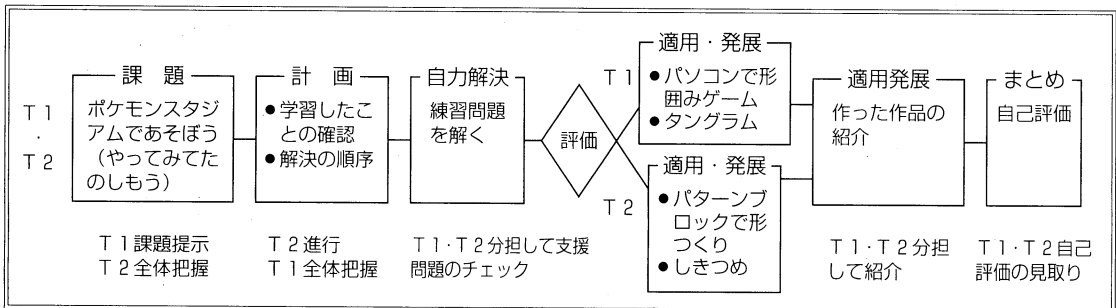 T1
・
T2
課　題
ポケモンスタジ
アムであそぼう
（やってみてた
のしもう）
T1課題提示
T2全体把握
計　画
●学習したこ
との確認
●解決の順序
T2進行
T1全体把握
自力解決
練習問題
を解く
T1・T2分担して支援
問題のチェック
評価
T1
適用・発展
●パソコンで形
囲みゲーム
●タングラム
T2
適用・発展
●パターンブ
ロックで形
つくり
●しきつめ
適用発展
作った作品の
紹介
T1・T2分担
して紹介
まとめ
自己評価
T1・T2自己
評価の見取り